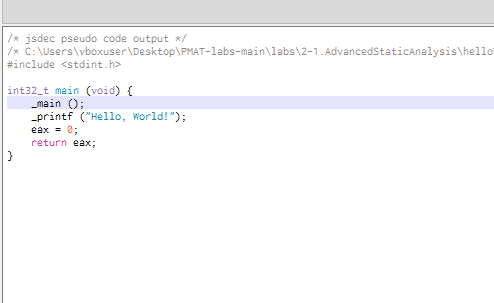 /* jsdec pseudo code output */
/* C:\Users\vboxuser\Desktop\PMAT-labs-main\labs\2-1.AdvancedStaticAnalysis\hello
#include <stdint.h>
int32_t main (void) {
_main ();
_printf ("Hello, World!");
eax = 0;
return eax;
}